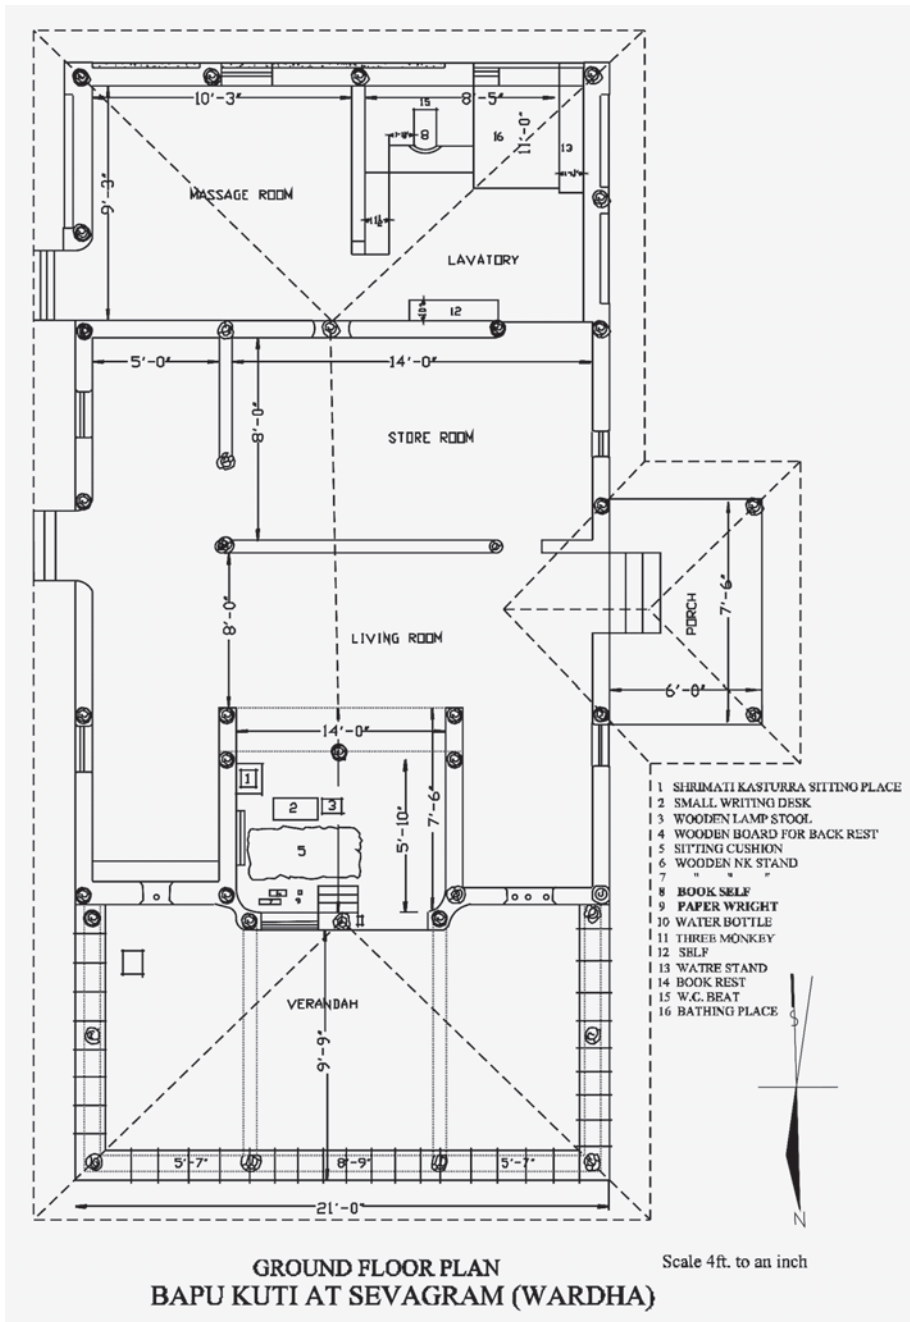 10'-3"
8'-5"
15
8
16
11'-0"
13
9'-3"
MASSAGE ROOM
LAVATORY
12
5'-0"
14'-0"
8'-0"
STORE ROOM
8'-0"
LIVING ROOM
PORCH
7'-6"
6'-0"
14'-0"
1
2
3
5
5'-10"
7'-6"
1 SHRIMATI KASTURRA SITTING PLACE
2 SMALL WRITING DESK
3 WOODEN LAMP STOOL
4 WOODEN BOARD FOR BACK REST
5 SITTING CUSHION
6 WOODEN NK STAND
7 " " "
8 BOOK SELF
9 PAPER WRIGHT
10 WATER BOTTLE
11 THREE MONKEY
12 SELF
13 WATRE STAND
14 BOOK REST
15 W.C. BEAT
16 BATHING PLACE
VERANDAH
9'-9"
S
5'-7"
8'-9"
5'-7"
21'-0"
N
GROUND FLOOR PLAN
Scale 4ft. to an inch
BAPU KUTI AT SEVAGRAM (WARDHA)